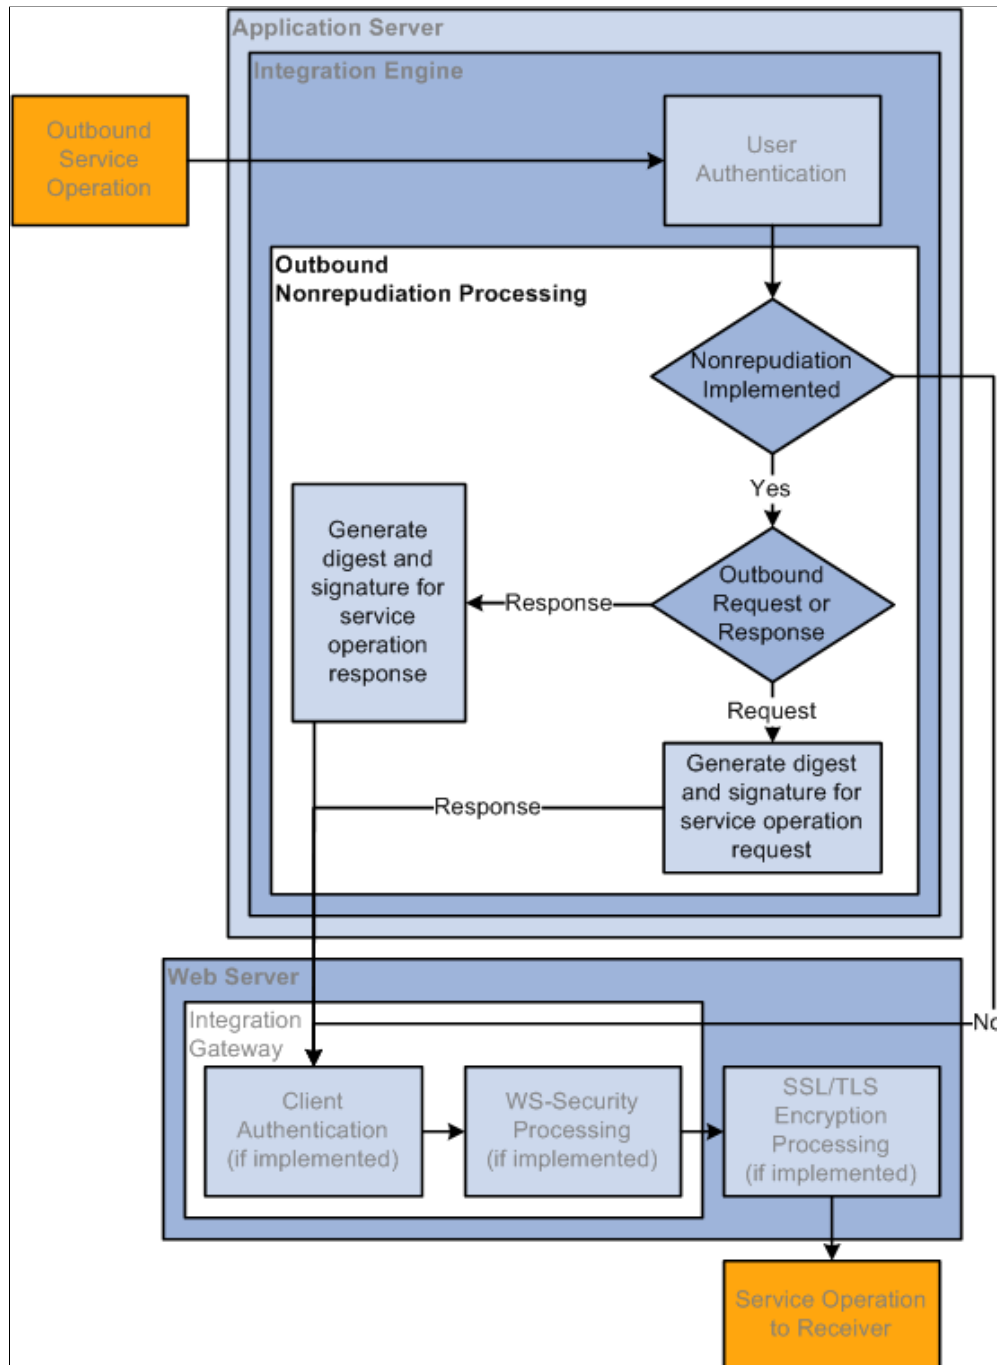 Application Server
Integration Engine
Outbound
Service
Operation
User
Authentication
Outbound
Nonrepudiation Processing
Nonrepudiation
Implemented
Yes
Generate
digest and
signature for
service
operation
response
Response
Outbound
Request or
Response
Request
Generate digest
and signature for
service operation
request
Response
Web Server
Integration
Gateway
No
Client
Authentication
(if implemented)
WS-Security
Processing
(if implemented)
SSL/TLS
Encryption
Processing
(if implemented)
Service Operation
to Receiver